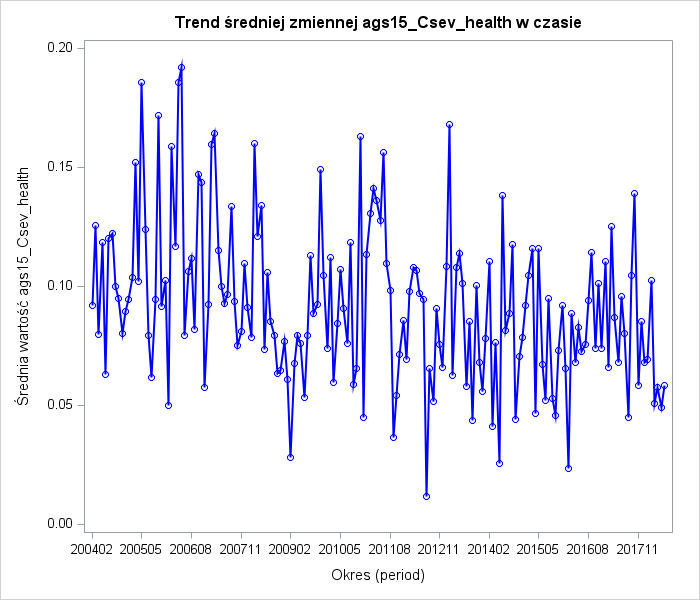 Trend średniej zmiennej ags15_Csev_health w czasie
Średnia wartość ags15_Csev_health
0.20
0.15
0.10
0.05
0.00
200402 200505 200608 200711 200902 201005 201108 201211 201402 201505 201608 201711
Okres (period)